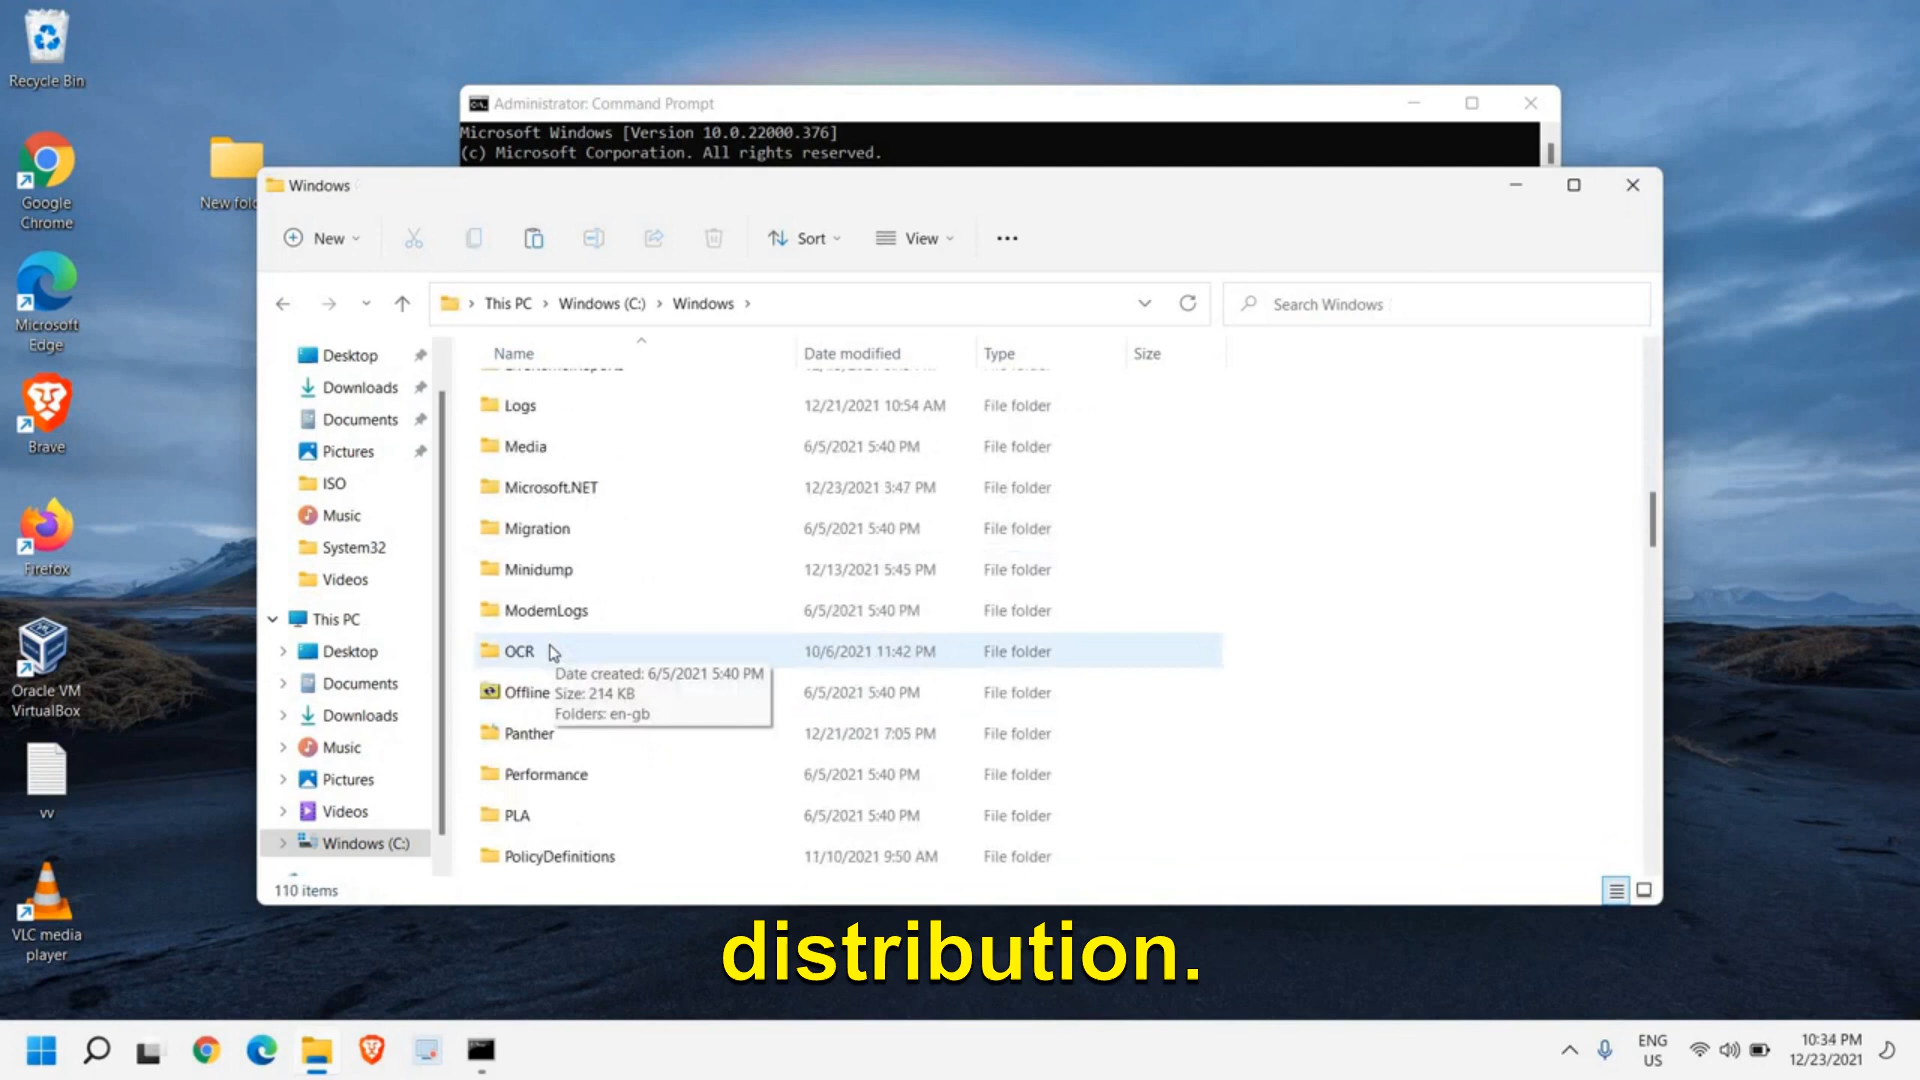 Recycle Bin
Google
Chrome
Microsoft
Edge
Brave
Firefox
Oracle VM
VirtualBox
vv
VLC media
player
New
Administrator: Command Prompt
Microsoft Windows [Version 10.0.22000.376]
(c) Microsoft Corporation. All rights reserved.
Windows
New
Sort
View
This PC > Windows (C:) > Windows >
Search Windows
Desktop
Downloads
Documents
Pictures
ISO
Music
System32
Videos
This PC
Desktop
Documents
Downloads
Music
Pictures
Videos
Windows (C:)
Name Date modified Type Size
Logs 12/21/2021 10:54 AM File folder
Media 6/5/2021 5:40 PM File folder
Microsoft.NET 12/23/2021 3:47 PM File folder
Migration 6/5/2021 5:40 PM File folder
Minidump 12/13/2021 5:45 PM File folder
ModemLogs 6/5/2021 5:40 PM File folder
OCR 10/6/2021 11:42 PM File folder
Date created: 6/5/2021 5:40 PM
Size: 214 KB
Folders: en-gb
Offline 6/5/2021 5:40 PM File folder
Panther 12/21/2021 7:05 PM File folder
Performance 6/5/2021 5:40 PM File folder
PLA 6/5/2021 5:40 PM File folder
PolicyDefinitions 11/10/2021 9:50 AM File folder
110 items
distribution.
ENG
US
10:34 PM
12/23/2021